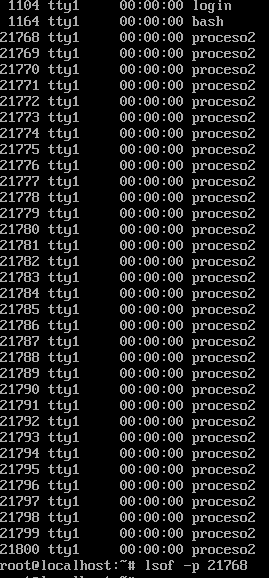 1104 tty1 00:00:00 login
1164 tty1 00:00:00 bash
21768 tty1 00:00:00 proceso2
21769 tty1 00:00:00 proceso2
21770 tty1 00:00:00 proceso2
21771 tty1 00:00:00 proceso2
21772 tty1 00:00:00 proceso2
21773 tty1 00:00:00 proceso2
21774 tty1 00:00:00 proceso2
21775 tty1 00:00:00 proceso2
21776 tty1 00:00:00 proceso2
21777 tty1 00:00:00 proceso2
21778 tty1 00:00:00 proceso2
21779 tty1 00:00:00 proceso2
21780 tty1 00:00:00 proceso2
21781 tty1 00:00:00 proceso2
21782 tty1 00:00:00 proceso2
21783 tty1 00:00:00 proceso2
21784 tty1 00:00:00 proceso2
21785 tty1 00:00:00 proceso2
21786 tty1 00:00:00 proceso2
21787 tty1 00:00:00 proceso2
21788 tty1 00:00:00 proceso2
21789 tty1 00:00:00 proceso2
21790 tty1 00:00:00 proceso2
21791 tty1 00:00:00 proceso2
21792 tty1 00:00:00 proceso2
21793 tty1 00:00:00 proceso2
21794 tty1 00:00:00 proceso2
21795 tty1 00:00:00 proceso2
21796 tty1 00:00:00 proceso2
21797 tty1 00:00:00 proceso2
21798 tty1 00:00:00 proceso2
21799 tty1 00:00:00 proceso2
21800 tty1 00:00:00 proceso2
root@localhost:~# lsof -p 21768
root@localhost:~#